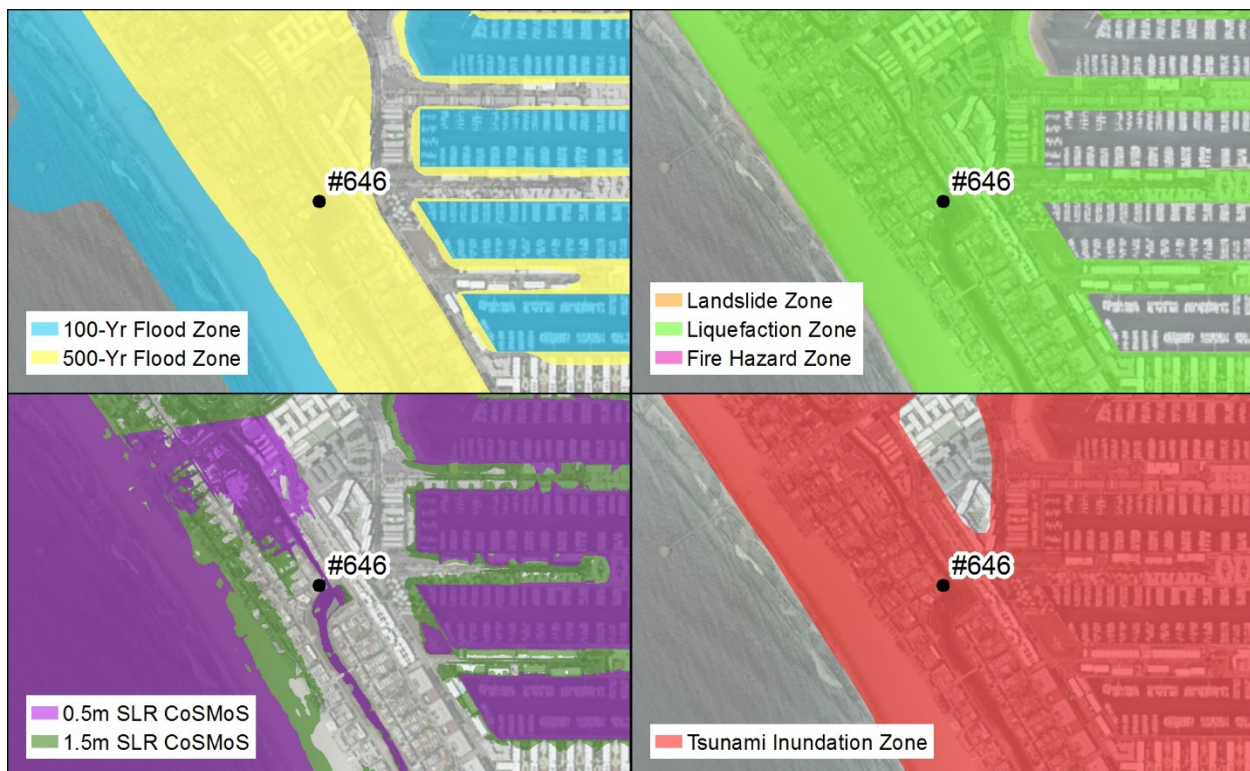 #646
100-Yr Flood Zone
500-Yr Flood Zone
#646
Landslide Zone
Liquefaction Zone
Fire Hazard Zone
#646
0.5m SLR CoSMoS
1.5m SLR CoSMoS
#646
Tsunami Inundation Zone